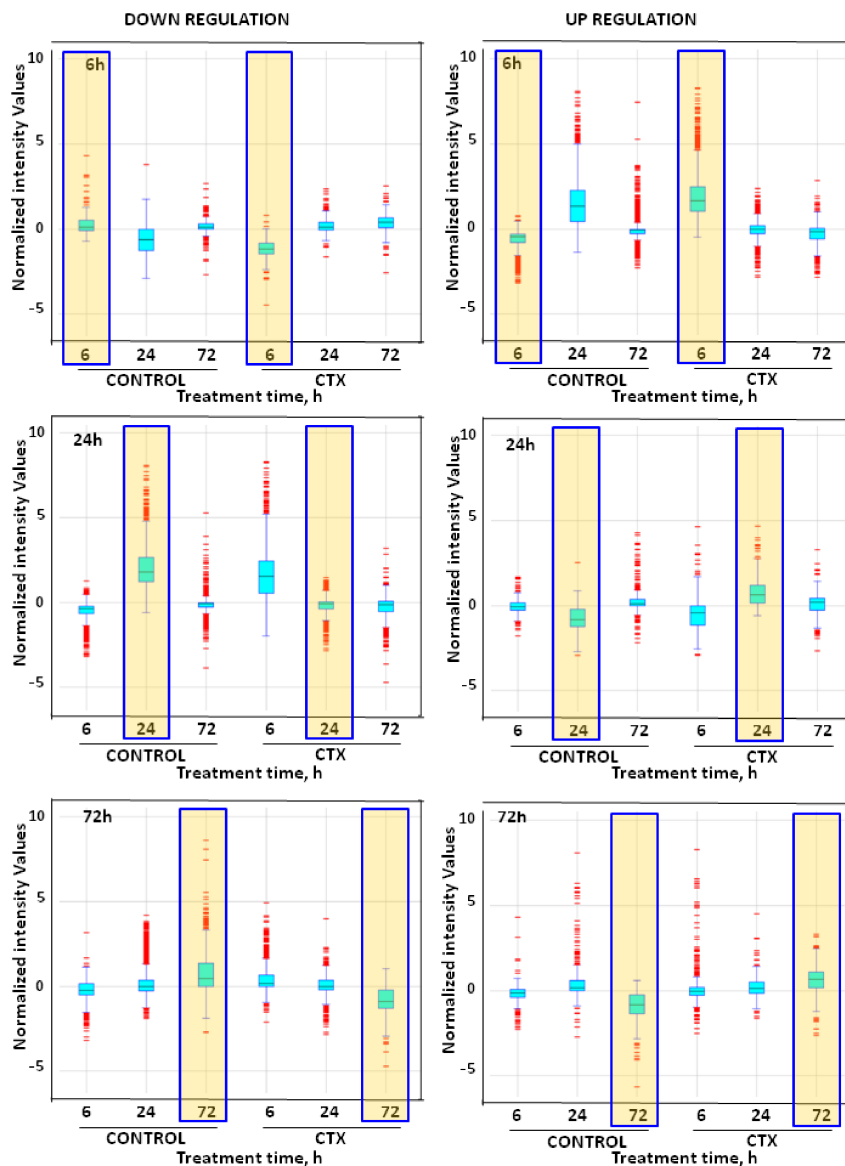 DOWN REGULATION
UP REGULATION
Normalized intensity Values
10
5
0
-5
6h
6 24 72 6 24 72
CONTROL CTX
Treatment time, h
Normalized intensity Values
10
5
0
-5
6h
6 24 72 6 24 72
CONTROL CTX
Treatment time, h
Normalized intensity Values
10
5
0
-5
24h
6 24 72 6 24 72
CONTROL CTX
Treatment time, h
Normalized intensity Values
10
5
0
-5
24h
6 24 72 6 24 72
CONTROL CTX
Treatment time, h
Normalized intensity Values
10
5
0
-5
72h
6 24 72 6 24 72
CONTROL CTX
Treatment time, h
Normalized intensity Values
10
5
0
-5
72h
6 24 72 6 24 72
CONTROL CTX
Treatment time, h